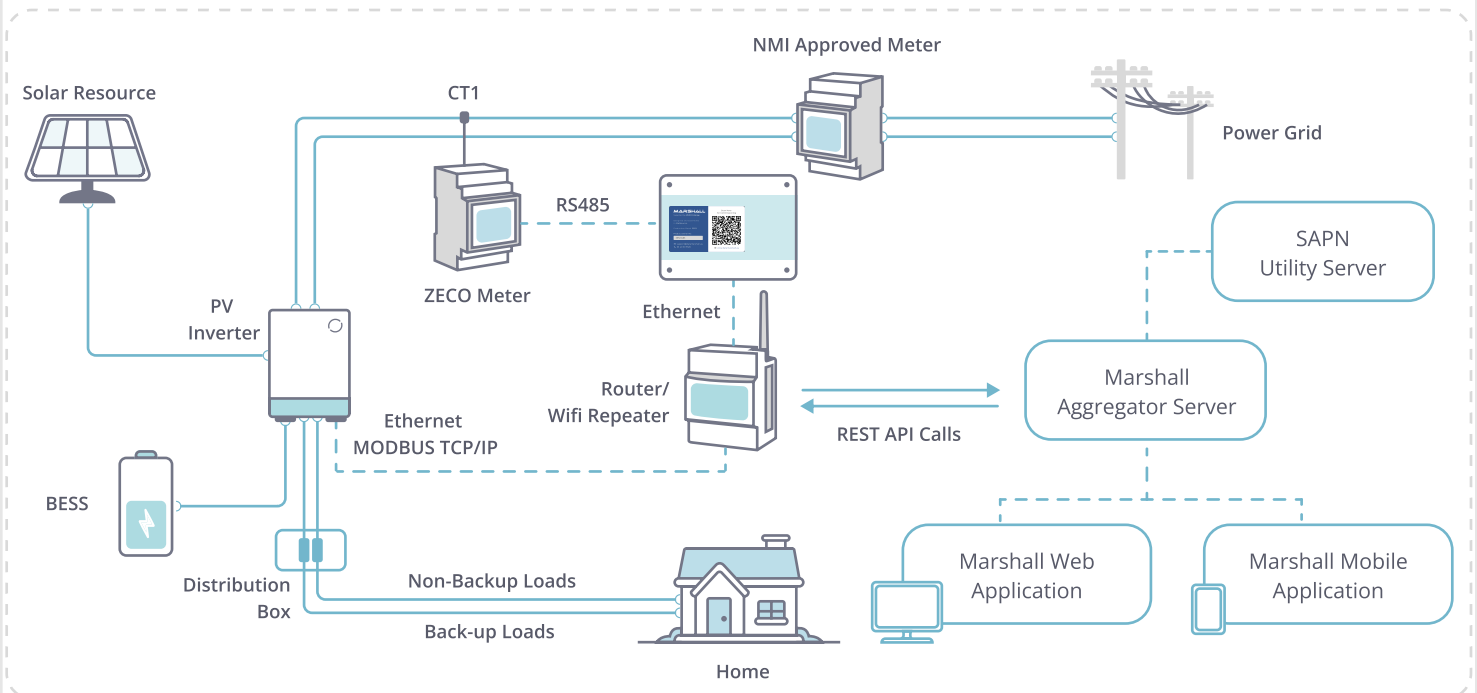 NMI Approved Meter
Solar Resource
CT1
Power Grid
RS485
MARSHALL
SAPN
Utility Server
ZECO Meter
PV
Inverter
Ethernet
Marshall
Aggregator Server
Router/
Wifi Repeater
Ethernet
MODBUS TCP/IP
REST API Calls
BESS
Marshall Web
Application
Marshall Mobile
Application
Distribution
Box
Non-Backup Loads
Back-up Loads
Home